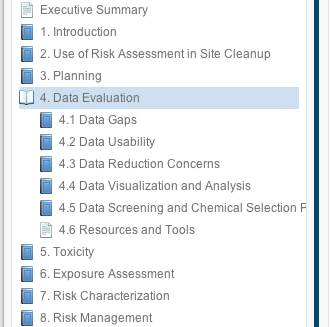 Executive Summary
1. Introduction
2. Use of Risk Assessment in Site Cleanup
3. Planning
4. Data Evaluation
4.1 Data Gaps
4.2 Data Usability
4.3 Data Reduction Concerns
4.4 Data Visualization and Analysis
4.5 Data Screening and Chemical Selection P
4.6 Resources and Tools
5. Toxicity
6. Exposure Assessment
7. Risk Characterization
8. Risk Management